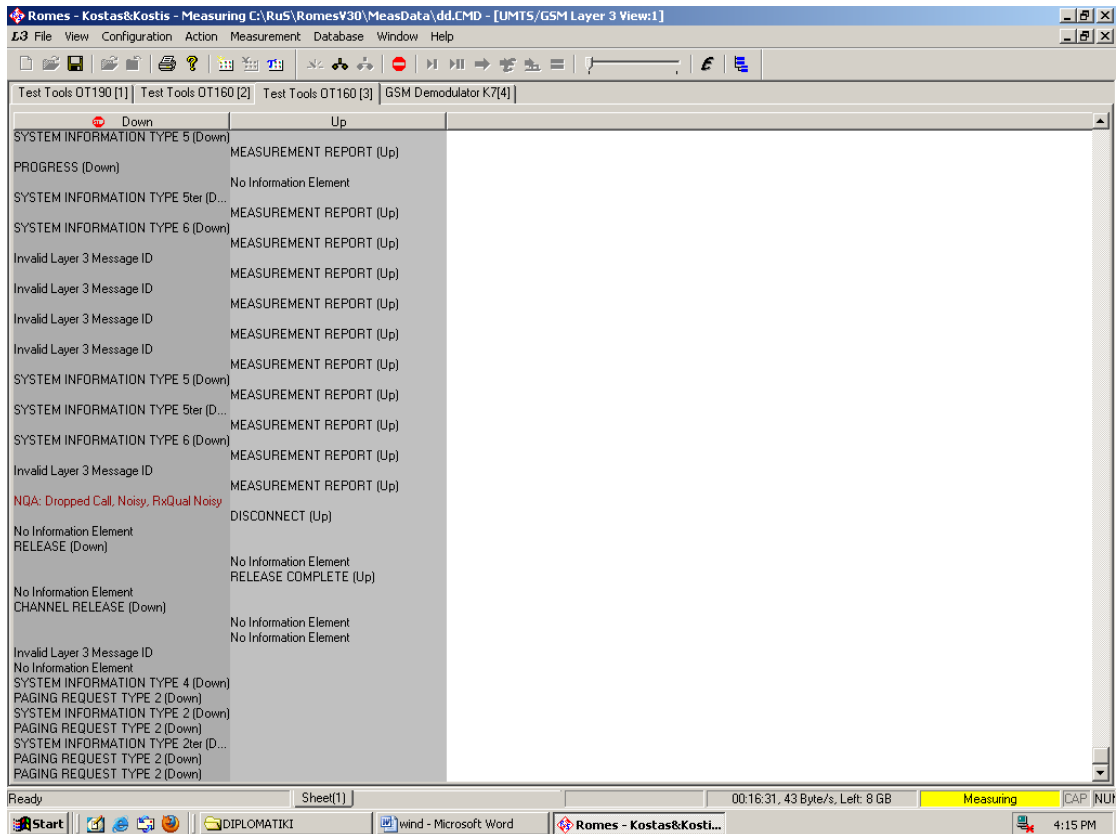 Romes - Kostas&Kostis - Measuring C:\RuS\RomesV30\MeasData\dd.CMD - [UMTS/GSM Layer 3 View:1]
L3 File View Configuration Action Measurement Database Window Help
Test Tools OT190 [1] Test Tools OT160 [2] Test Tools OT160 [3] GSM Demodulator K7[4]
Down Up
SYSTEM INFORMATION TYPE 5 (Down)
MEASUREMENT REPORT (Up)
PROGRESS (Down)
No Information Element
SYSTEM INFORMATION TYPE 5ter (D...
MEASUREMENT REPORT (Up)
SYSTEM INFORMATION TYPE 6 (Down)
MEASUREMENT REPORT (Up)
Invalid Layer 3 Message ID
MEASUREMENT REPORT (Up)
Invalid Layer 3 Message ID
MEASUREMENT REPORT (Up)
Invalid Layer 3 Message ID
MEASUREMENT REPORT (Up)
Invalid Layer 3 Message ID
MEASUREMENT REPORT (Up)
SYSTEM INFORMATION TYPE 5 (Down)
MEASUREMENT REPORT (Up)
SYSTEM INFORMATION TYPE 5ter (D...
MEASUREMENT REPORT (Up)
SYSTEM INFORMATION TYPE 6 (Down)
MEASUREMENT REPORT (Up)
Invalid Layer 3 Message ID
MEASUREMENT REPORT (Up)
NQA: Dropped Call, Noisy, RxQual Noisy
DISCONNECT (Up)
No Information Element
RELEASE (Down)
No Information Element
RELEASE COMPLETE (Up)
No Information Element
CHANNEL RELEASE (Down)
No Information Element
No Information Element
Invalid Layer 3 Message ID
No Information Element
SYSTEM INFORMATION TYPE 4 (Down)
PAGING REQUEST TYPE 2 (Down)
SYSTEM INFORMATION TYPE 2 (Down)
PAGING REQUEST TYPE 2 (Down)
SYSTEM INFORMATION TYPE 2ter (D...
PAGING REQUEST TYPE 2 (Down)
PAGING REQUEST TYPE 2 (Down)
Ready Sheet(1) 00:16:31, 43 Byte/s, Left: 8 GB Measuring CAP NU
Start DIPLOMATIKI wind - Microsoft Word Romes - Kostas&Kosti... 4:15 PM